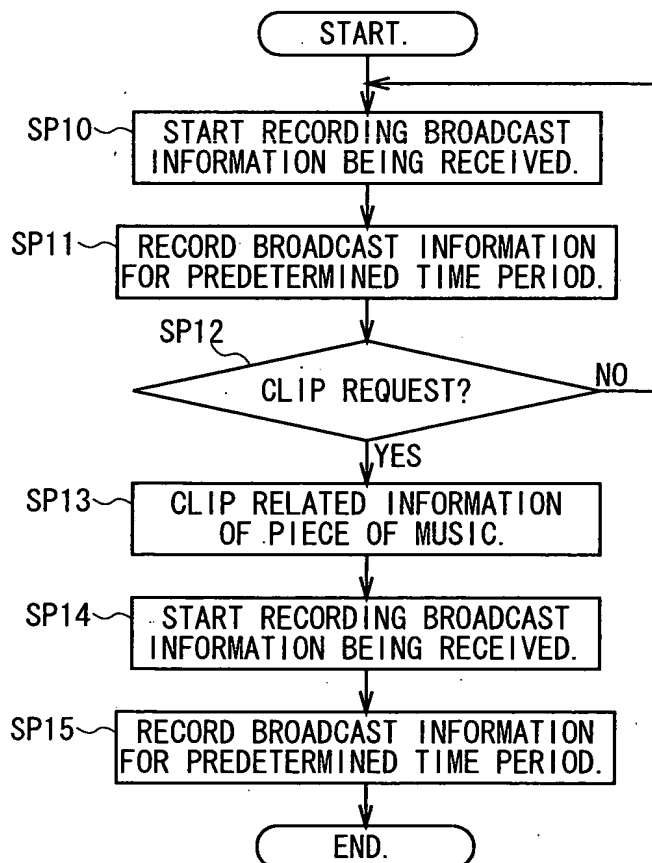 START.
SP10
START RECORDING BROADCAST
INFORMATION BEING RECEIVED.
SP11
RECORD BROADCAST INFORMATION
FOR PREDETERMINED TIME PERIOD.
SP12
CLIP REQUEST?
NO
YES
SP13
CLIP RELATED INFORMATION
OF PIECE OF MUSIC.
SP14
START RECORDING BROADCAST
INFORMATION BEING RECEIVED.
SP15
RECORD BROADCAST INFORMATION
FOR PREDETERMINED TIME PERIOD.
END.